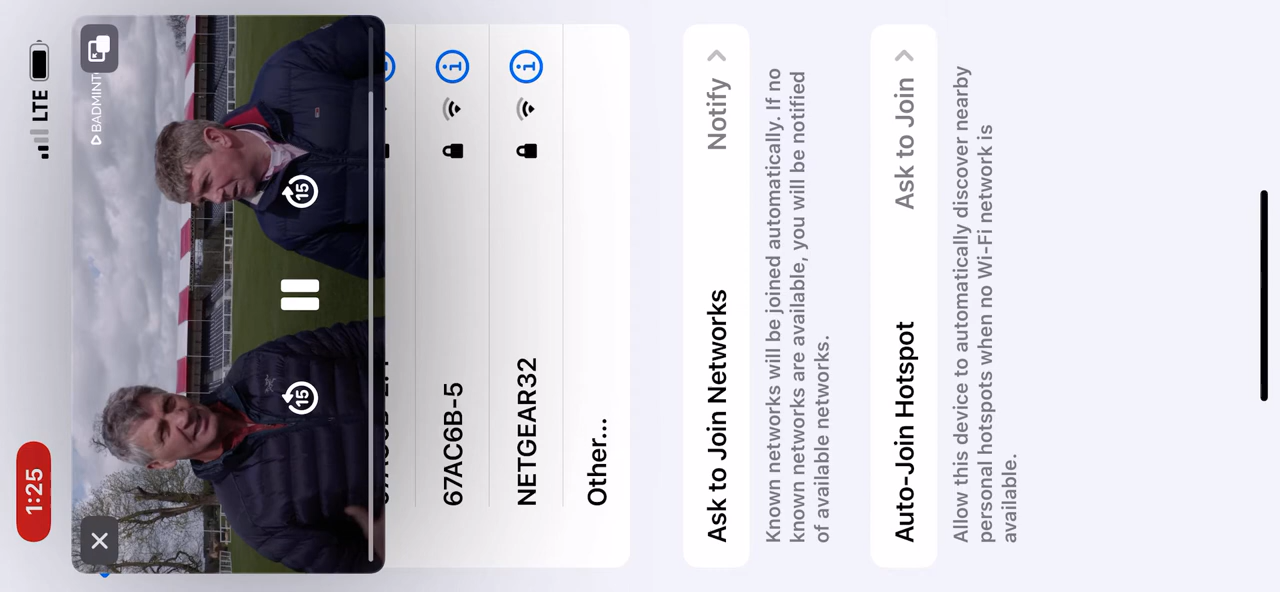 1:25
LTE
BADMINT
15
15
67AC6B-5
NETGEAR32
Other...
Ask to Join Networks
Notify
Known networks will be joined automatically. If no
known networks are available, you will be notified
of available networks.
Auto-Join Hotspot
Ask to Join
Allow this device to automatically discover nearby
personal hotspots when no Wi-Fi network is
available.